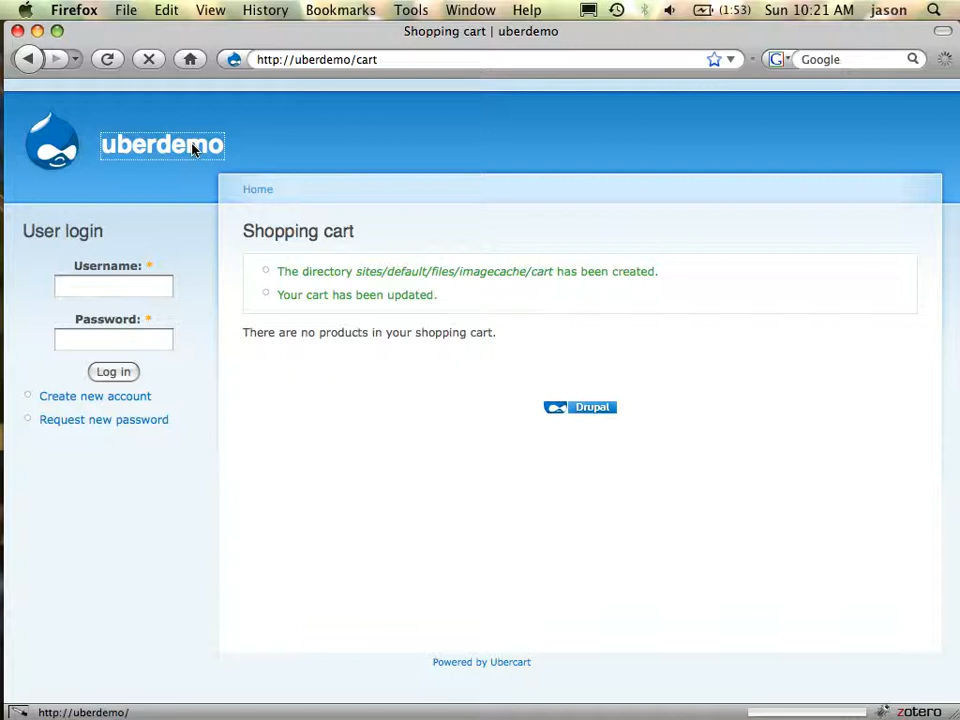 Firefox File Edit View History Bookmarks Tools Window Help (1:53) Sun 10:21 AM jason
Shopping cart | uberdemo
http://uberdemo/cart
G Google
uberdemo
Home
User login
Username: *
Password: *
Log in
Create new account
Request new password
Shopping cart
The directory sites/default/files/imagecache/cart has been created.
Your cart has been updated.
There are no products in your shopping cart.
Drupal
Powered by Ubercart
http://uberdemo/
zotero